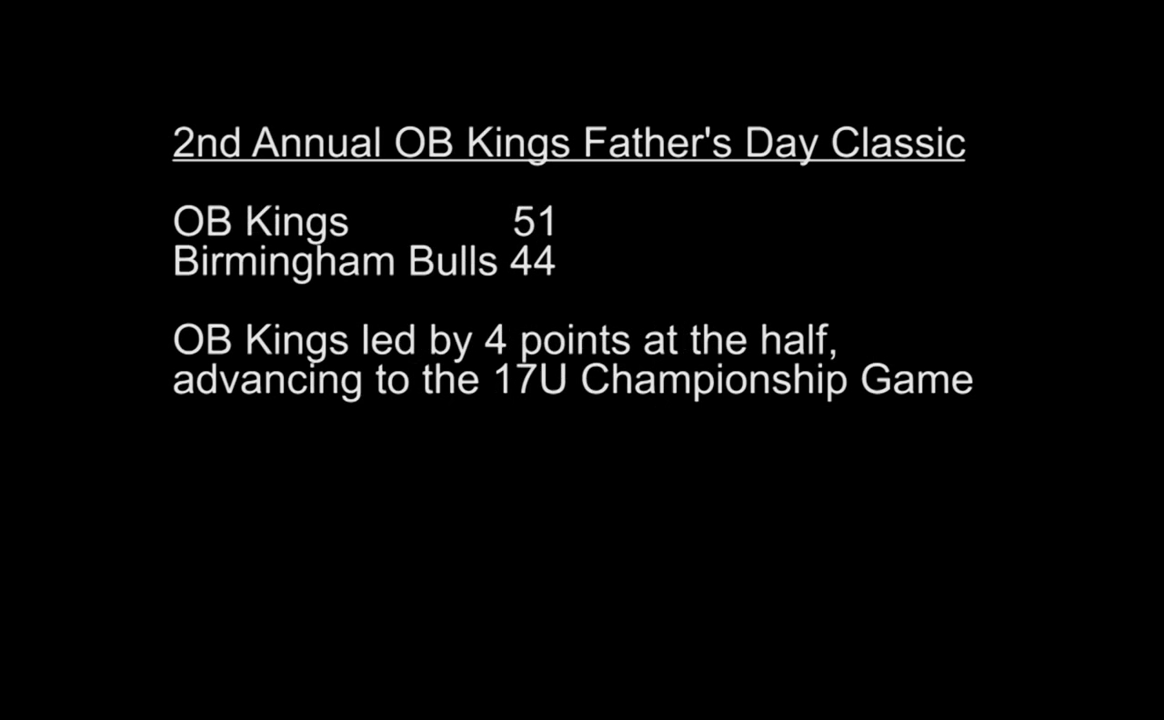 2nd Annual OB Kings Father's Day Classic
OB Kings 51
Birmingham Bulls 44
OB Kings led by 4 points at the half,
advancing to the 17U Championship Game